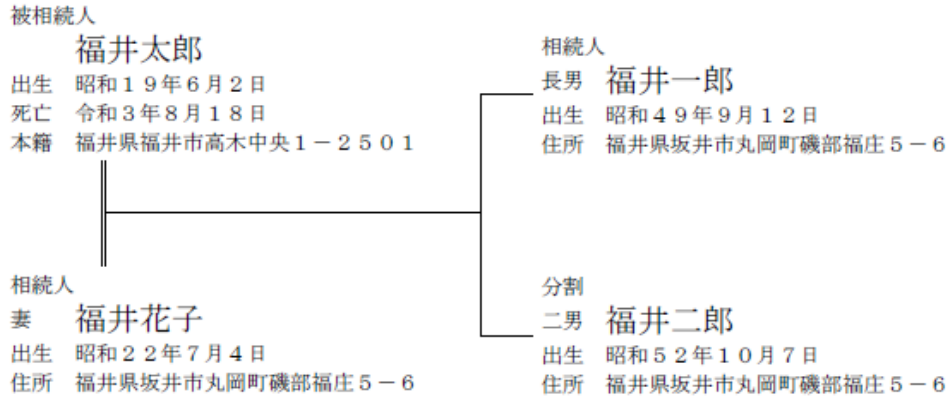 被相続人
福井太郎
出生 昭和19年6月2日
死亡 令和3年8月18日
本籍 福井県福井市高木中央1-2501
相続人
妻 福井花子
出生 昭和22年7月4日
住所 福井県坂井市丸岡町磯部福庄5-6
相続人
長男 福井一郎
出生 昭和49年9月12日
住所 福井県坂井市丸岡町磯部福庄5-6
分割
二男 福井二郎
出生 昭和52年10月7日
住所 福井県坂井市丸岡町磯部福庄5-6